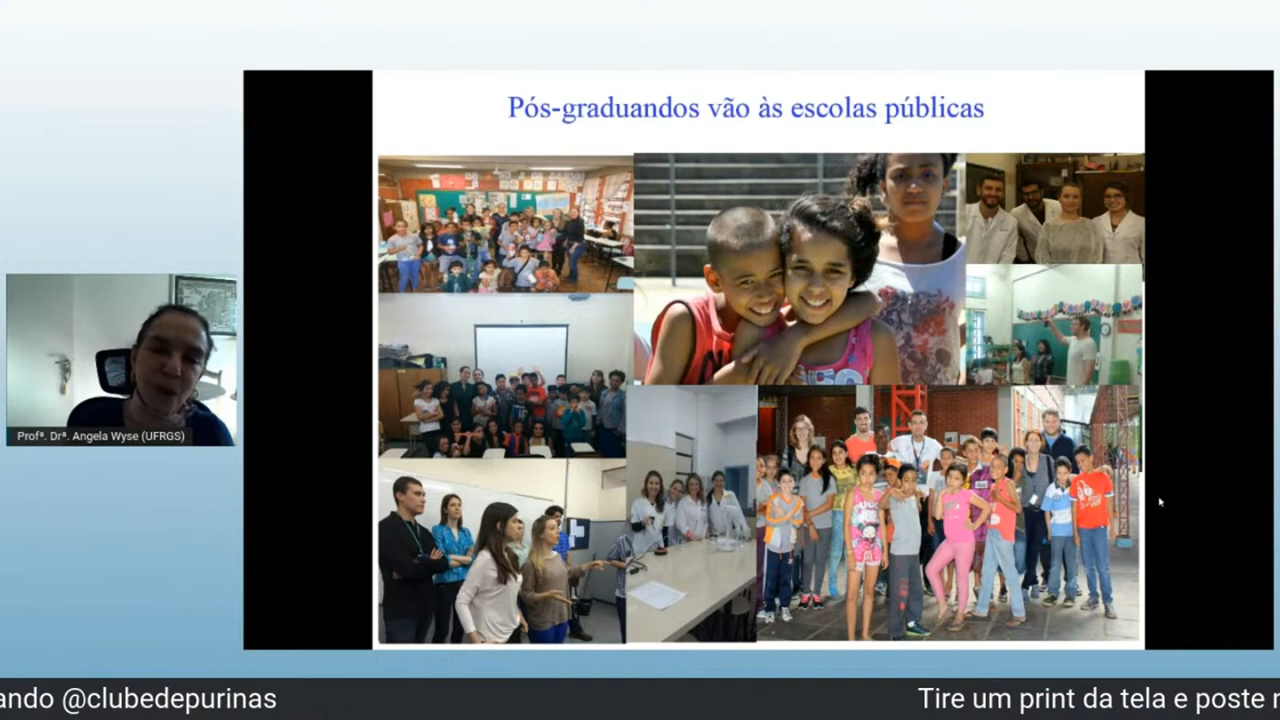 Pós-graduandos vão às escolas públicas
Profª. Drª. Angela Wyse (UFRGS)
ando @clubedepurinas
Tire um print da tela e poste